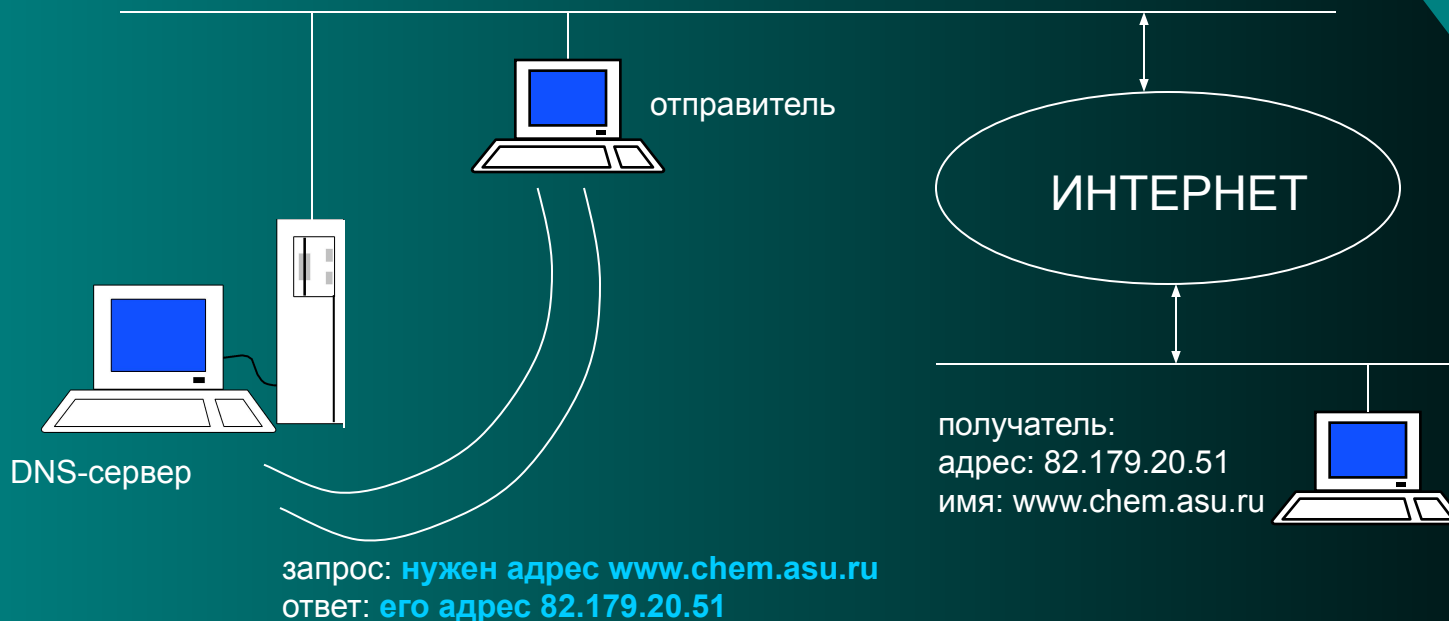 отправитель
ИНТЕРНЕТ
DNS-сервер
получатель:
адрес: 82.179.20.51
имя: www.chem.asu.ru
запрос: нужен адрес www.chem.asu.ru
ответ: его адрес 82.179.20.51